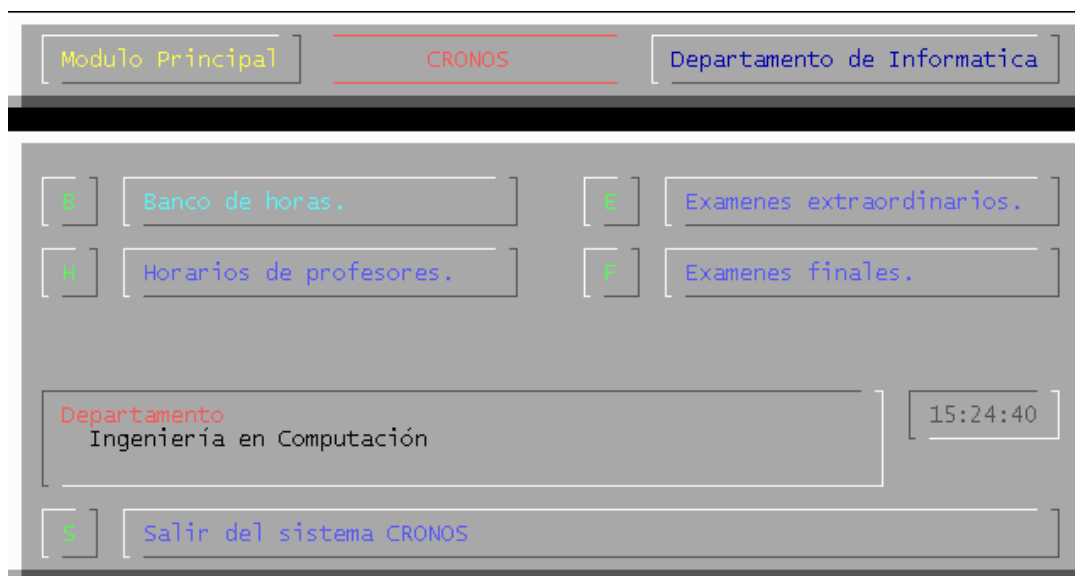 Modulo Principal CRONOS Departamento de Informatica
B Banco de horas. E Examenes extraordinarios.
H Horarios de profesores. F Examenes finales.
Departamento 15:24:40
Ingeniería en Computación
S Salir del sistema CRONOS